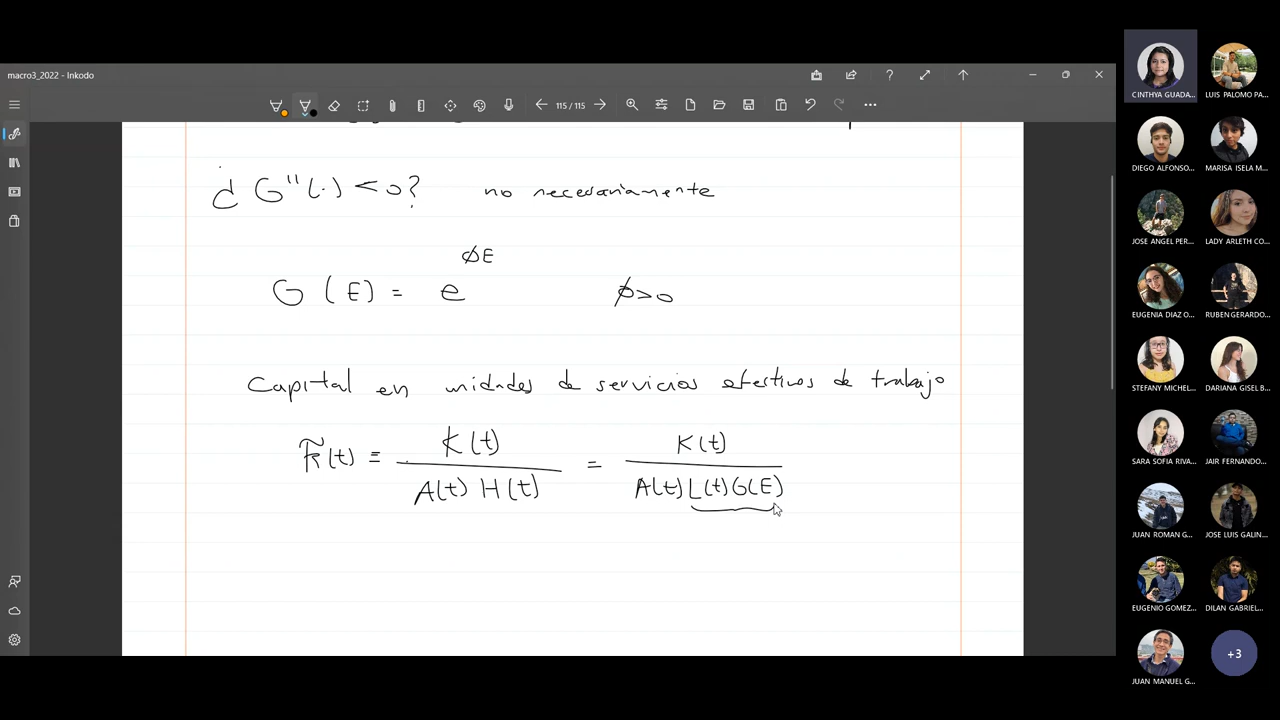 macro3_2022 - Inkodo
115 / 115
¿ G''(·) < 0? no necesariamente
G (E) = e^{ØE} Ø>0
Capital en unidades de servicios efectivos de trabajo
k̃(t) ≡ K(t) / A(t) H(t) = K(t) / A(t) L(t) G(E)
CINTHYA GUADA...
LUIS PALOMO PA...
DIEGO ALFONSO...
MARISA ISELA M...
JOSE ANGEL PER...
LADY ARLETH CO...
EUGENIA DIAZ O...
RUBEN GERARDO...
STEFANY MICHEL...
DARIANA GISEL B...
SARA SOFIA RIVA...
JAIR FERNANDO...
JUAN ROMAN G...
JOSE LUIS GALIN...
EUGENIO GOMEZ...
DILAN GABRIEL...
JUAN MANUEL G...
+3